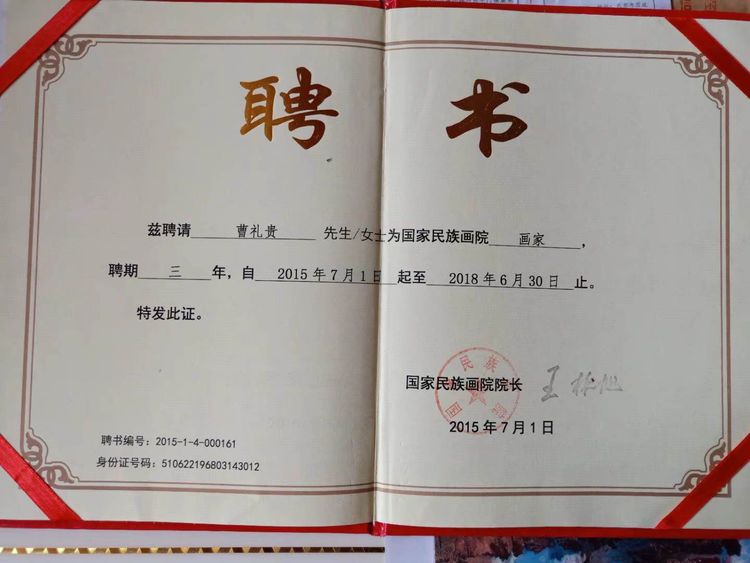 聘书
兹聘请 曹礼贵 先生/女士为国家民族画院 画家 ,
聘期 三 年,自 2015年7月1日 起至 2018年6月30日 止。
特发此证。
国家民族画院院长
2015年7月1日
聘书编号:2015-1-4-000161
身份证号码:510622196803143012